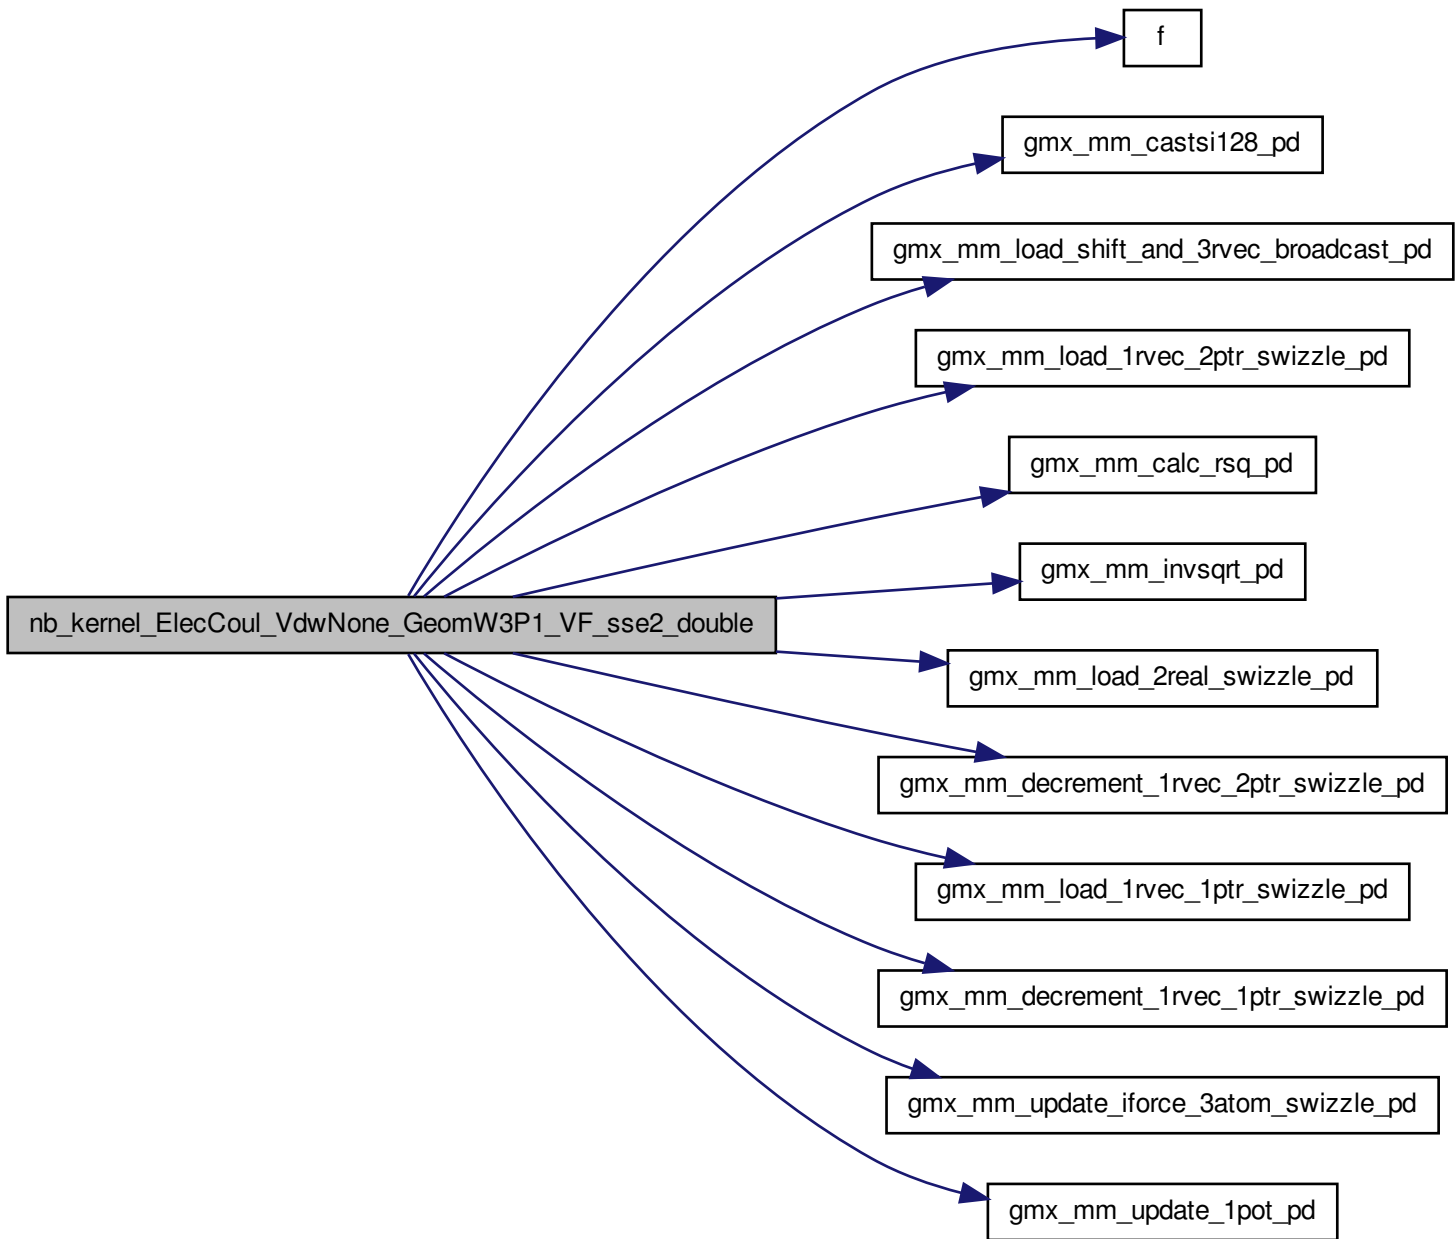 f
gmx_mm_castsi128_pd
gmx_mm_load_shift_and_3rvec_broadcast_pd
gmx_mm_load_1rvec_2ptr_swizzle_pd
gmx_mm_calc_rsq_pd
gmx_mm_invsqrt_pd
nb_kernel_ElecCoul_VdwNone_GeomW3P1_VF_sse2_double
gmx_mm_load_2real_swizzle_pd
gmx_mm_decrement_1rvec_2ptr_swizzle_pd
gmx_mm_load_1rvec_1ptr_swizzle_pd
gmx_mm_decrement_1rvec_1ptr_swizzle_pd
gmx_mm_update_iforce_3atom_swizzle_pd
gmx_mm_update_1pot_pd